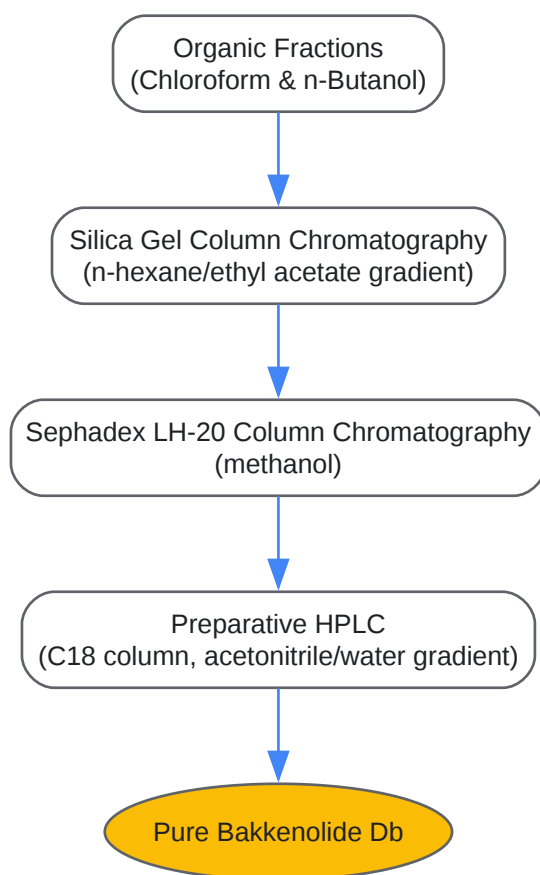 Organic Fractions
(Chloroform & n-Butanol)
Silica Gel Column Chromatography
(n-hexane/ethyl acetate gradient)
Sephadex LH-20 Column Chromatography
(methanol)
Preparative HPLC
(C18 column, acetonitrile/water gradient)
Pure Bakkenolide Db